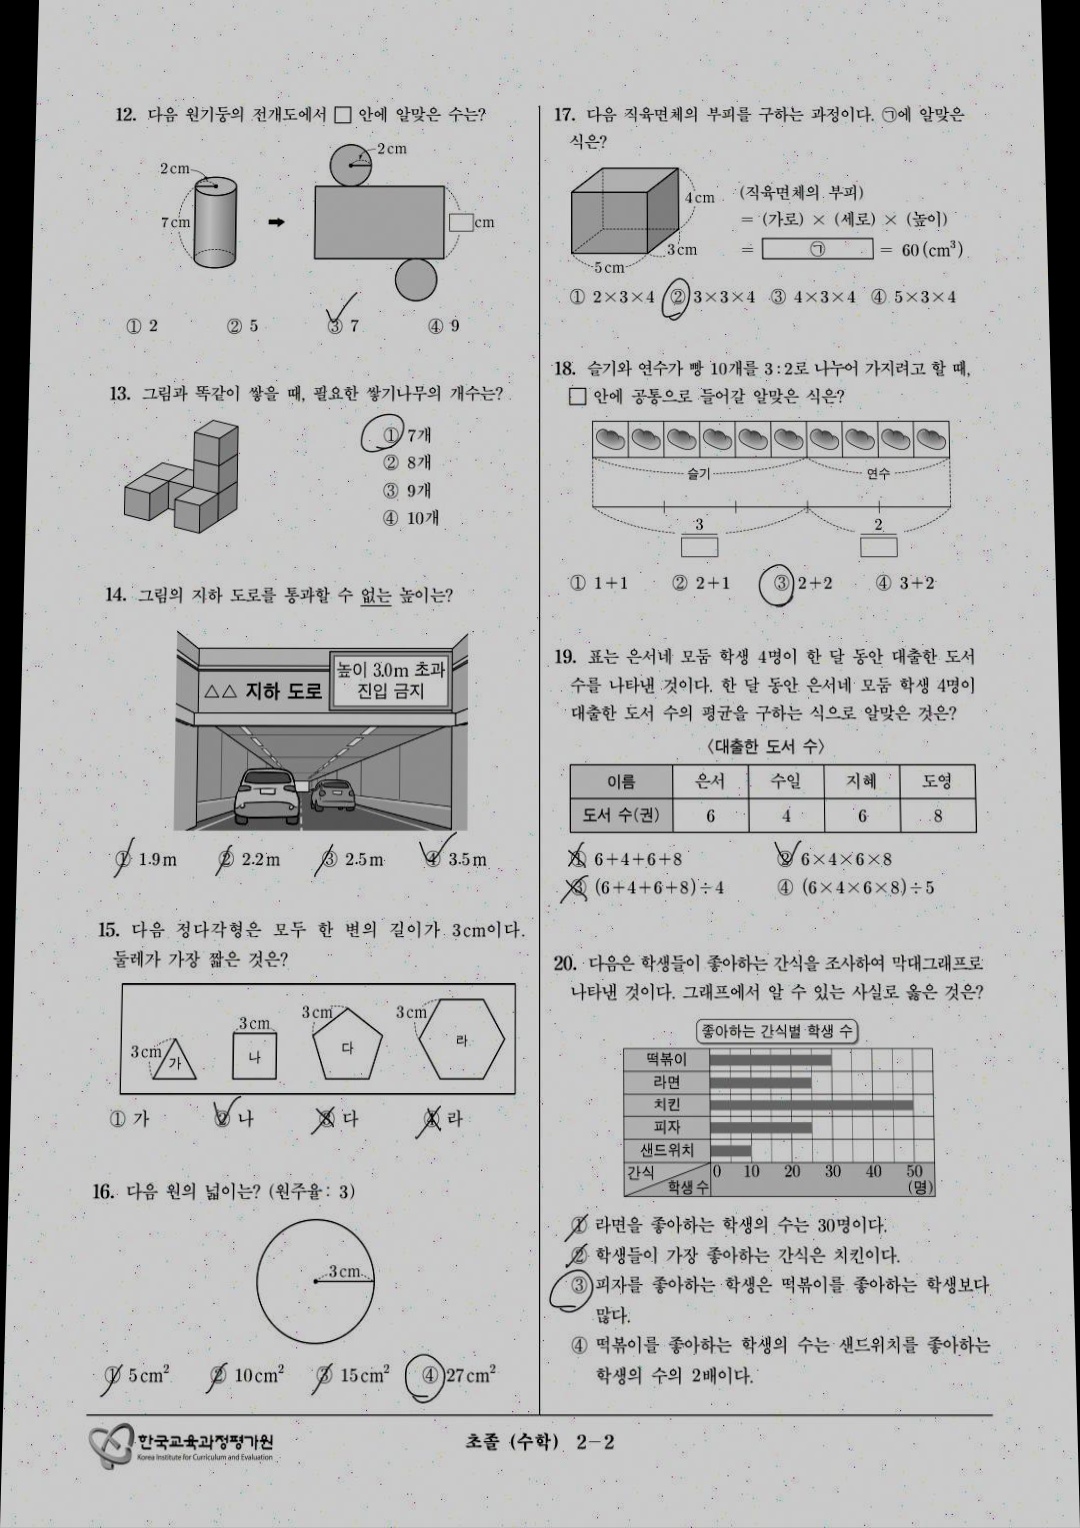 12. 다음 원기둥의 전개도에서 □ 안에 알맞은 수는?
2cm
7cm
2cm
□cm
① 2 ② 5 ③ 7 ④ 9
13. 그림과 똑같이 쌓을 때, 필요한 쌓기나무의 개수는?
① 7개
② 8개
③ 9개
④ 10개
14. 그림의 지하 도로를 통과할 수 없는 높이는?
△△ 지하 도로
높이 3.0m 초과
진입 금지
① 1.9m ② 2.2m ③ 2.5m ④ 3.5m
15. 다음 정다각형은 모두 한 변의 길이가 3cm이다.
둘레가 가장 짧은 것은?
3cm 가
3cm 나
3cm 다
3cm 라
① 가 ② 나 ③ 다 ④ 라
16. 다음 원의 넓이는? (원주율: 3)
3cm
① 5cm² ② 10cm² ③ 15cm² ④ 27cm²
17. 다음 직육면체의 부피를 구하는 과정이다. ㉠에 알맞은
식은?
4cm
3cm
5cm
(직육면체의 부피)
= (가로) × (세로) × (높이)
= ㉠ = 60(cm³)
① 2×3×4 ② 3×3×4 ③ 4×3×4 ④ 5×3×4
18. 슬기와 연수가 빵 10개를 3:2로 나누어 가지려고 할 때,
□ 안에 공통으로 들어갈 알맞은 식은?
슬기 연수
3 2
① 1+1 ② 2+1 ③ 2+2 ④ 3+2
19. 표는 은서네 모둠 학생 4명이 한 달 동안 대출한 도서
수를 나타낸 것이다. 한 달 동안 은서네 모둠 학생 4명이
대출한 도서 수의 평균을 구하는 식으로 알맞은 것은?
〈대출한 도서 수〉
이름 은서 수일 지혜 도영
도서 수(권) 6 4 6 8
① 6+4+6+8 ② 6×4×6×8
③ (6+4+6+8)÷4 ④ (6×4×6×8)÷5
20. 다음은 학생들이 좋아하는 간식을 조사하여 막대그래프로
나타낸 것이다. 그래프에서 알 수 있는 사실로 옳은 것은?
좋아하는 간식별 학생 수
떡볶이
라면
치킨
피자
샌드위치
간식 학생수 0 10 20 30 40 50 (명)
① 라면을 좋아하는 학생의 수는 30명이다.
② 학생들이 가장 좋아하는 간식은 치킨이다.
③ 피자를 좋아하는 학생은 떡볶이를 좋아하는 학생보다
많다.
④ 떡볶이를 좋아하는 학생의 수는 샌드위치를 좋아하는
학생의 수의 2배이다.
한국교육과정평가원
Korea Institute for Curriculum and Evaluation
초졸 (수학) 2-2